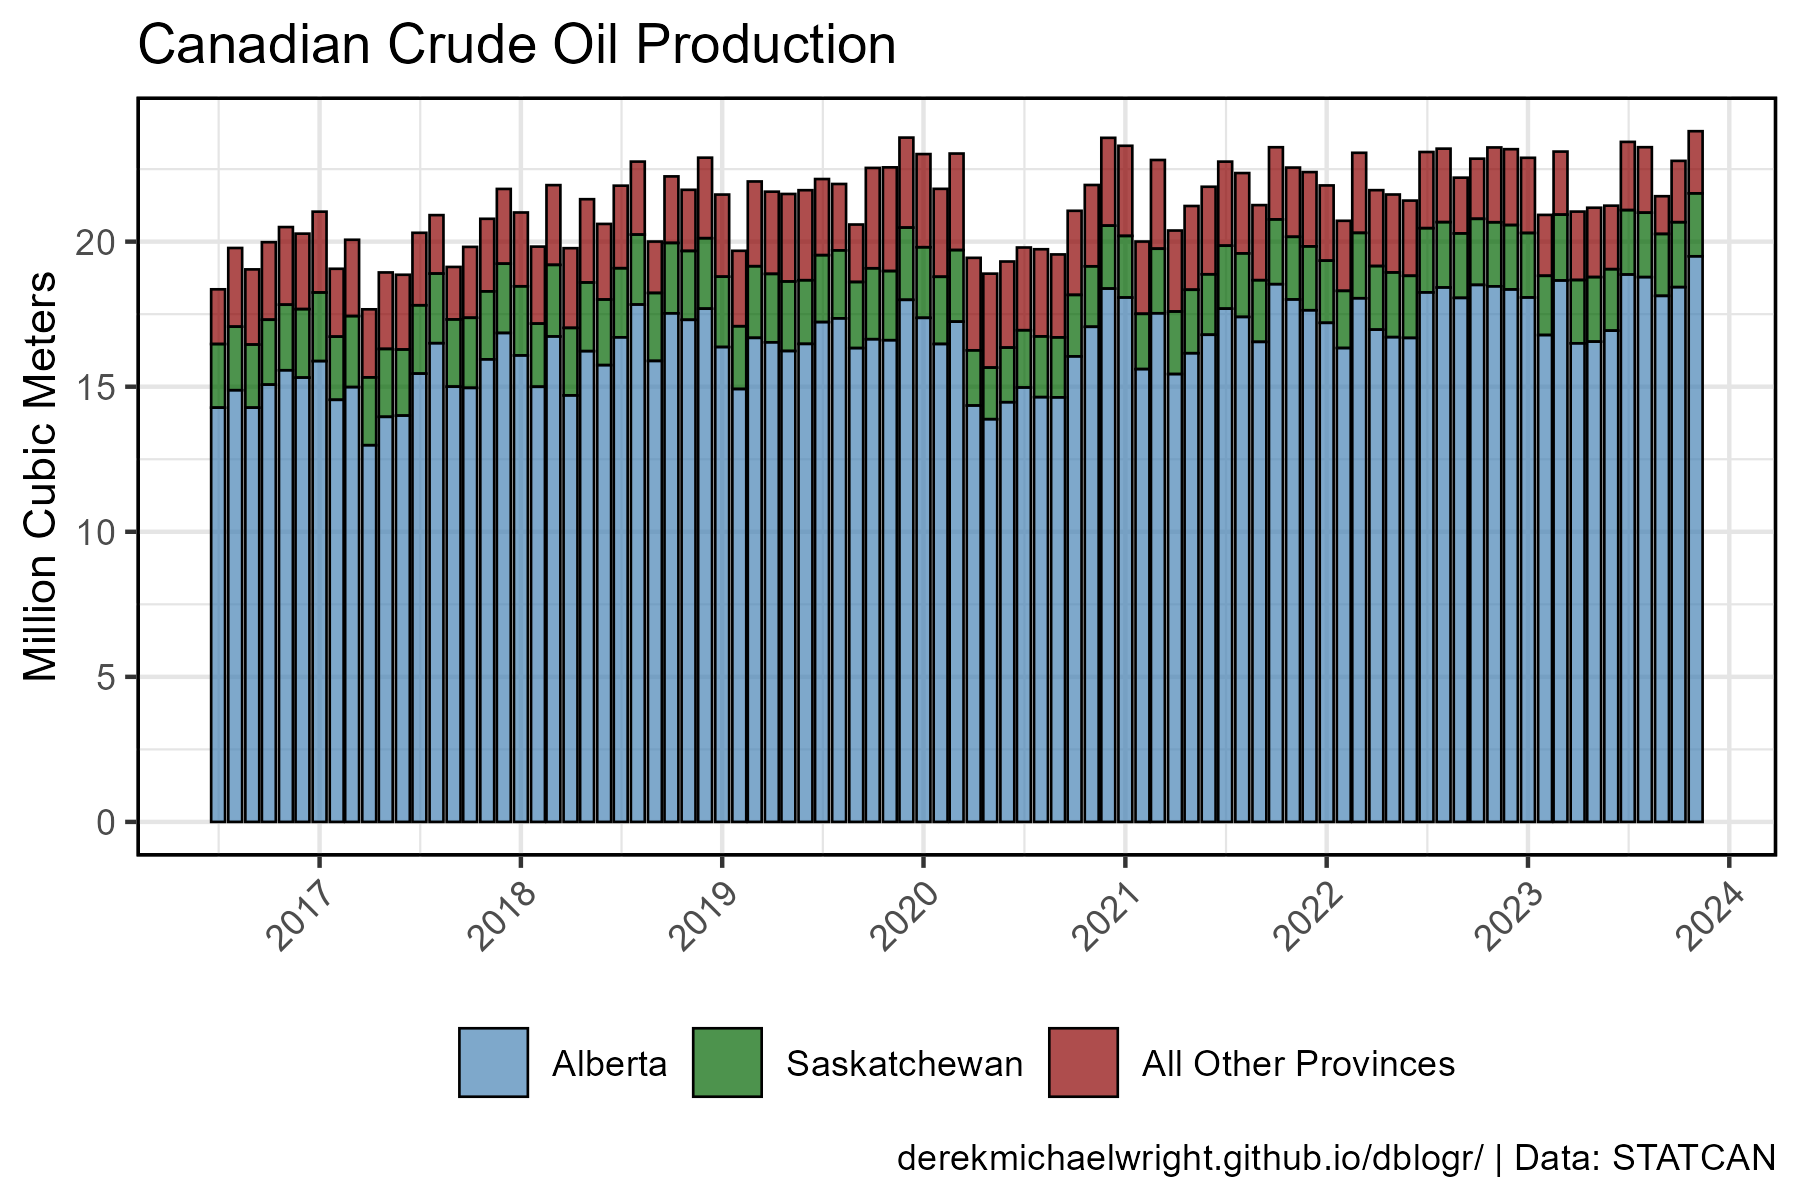 Canadian Crude Oil Production
Million Cubic Meters
20
15
10
5
0
2017
2018
2019
2020
2021
2022
2023
2024
Alberta
Saskatchewan
All Other Provinces
derekmichaelwright.github.io/dblogr/ | Data: STATCAN